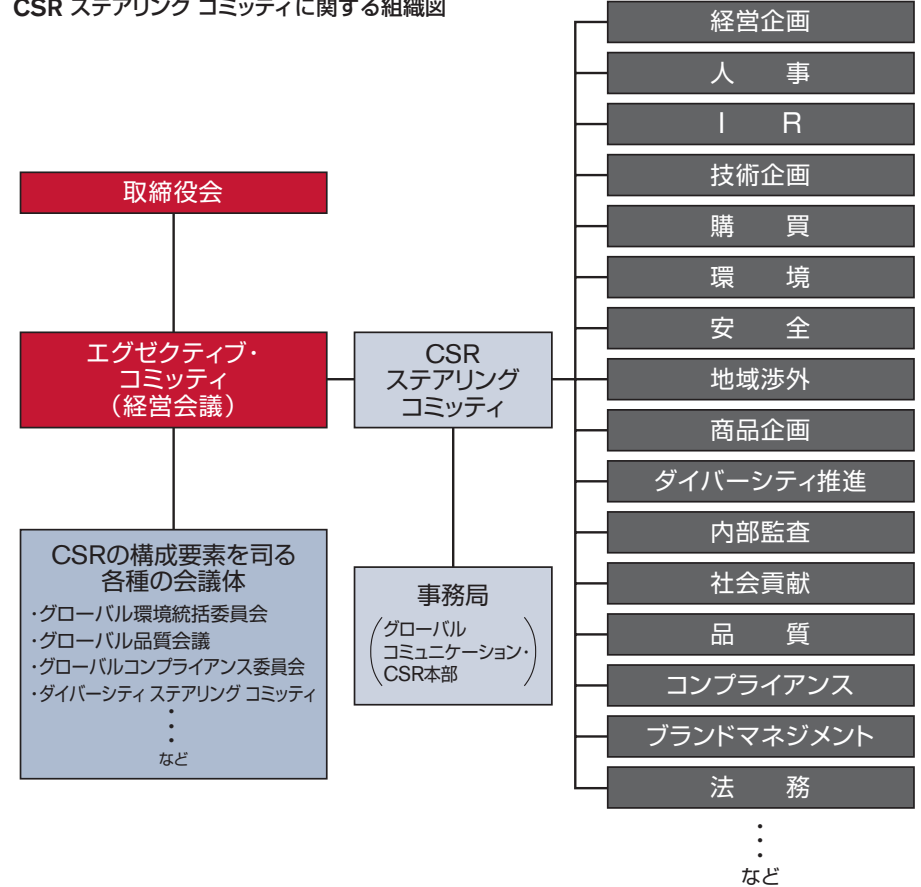 CSR ステアリング コミッティに関する組織図
取締役会
エグゼクティブ・
コミッティ
(経営会議)
CSRの構成要素を司る
各種の会議体
・グローバル環境統括委員会
・グローバル品質会議
・グローバルコンプライアンス委員会
・ダイバーシティ ステアリング コミッティ
・
・
・
など
CSR
ステアリング
コミッティ
事務局
(グローバル
コミュニケーション・
CSR本部)
経営企画
人 事
I R
技術企画
購 買
環 境
安 全
地域渉外
商品企画
ダイバーシティ推進
内部監査
社会貢献
品 質
コンプライアンス
ブランドマネジメント
法 務
・
・
・
など